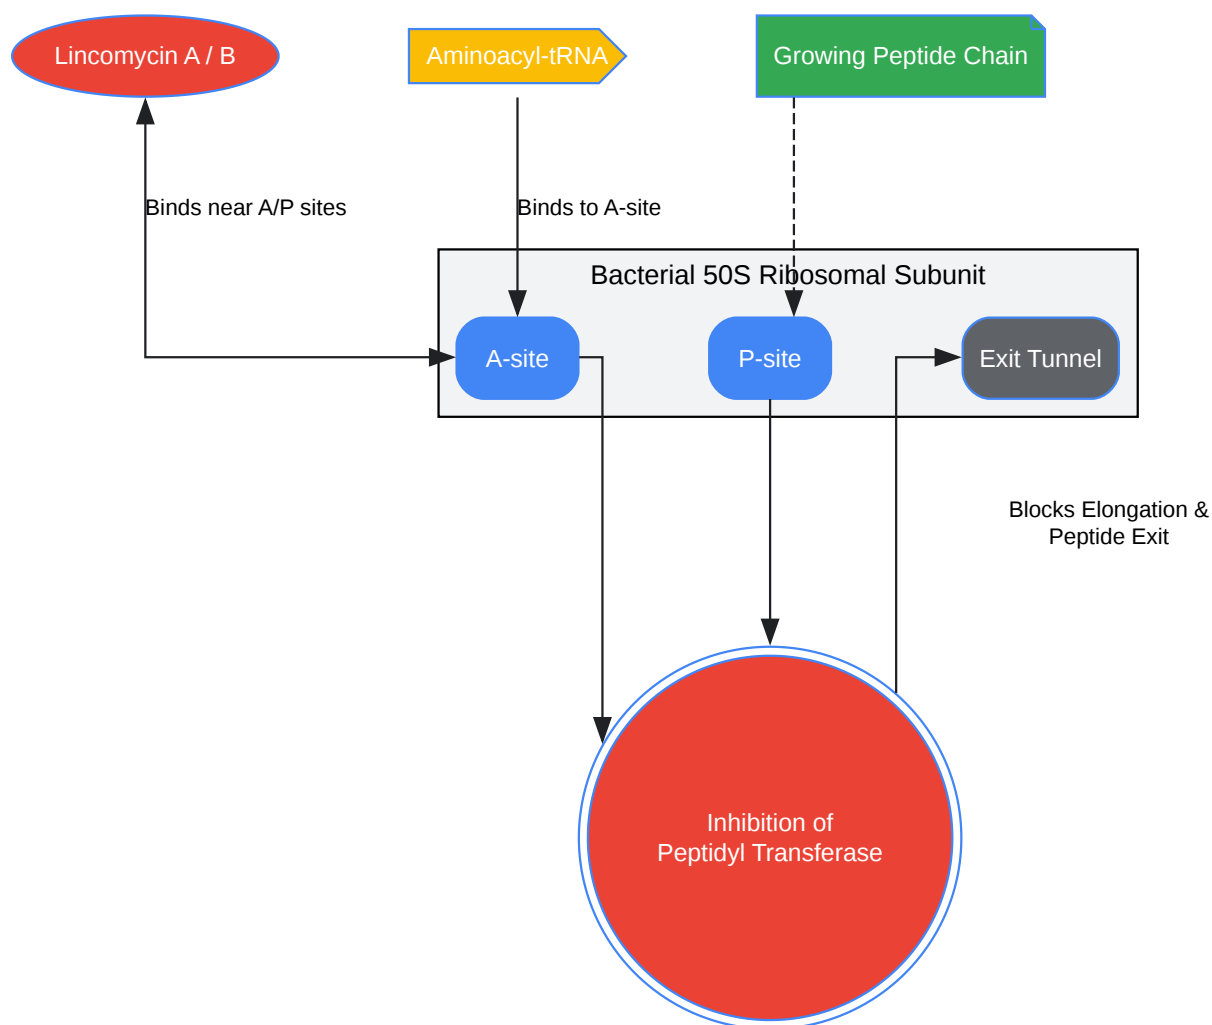 Lincomycin A / B
Aminoacyl-tRNA
Growing Peptide Chain
Binds near A/P sites
Binds to A-site
Bacterial 50S Ribosomal Subunit
A-site
P-site
Exit Tunnel
Blocks Elongation &
Peptide Exit
Inhibition of
Peptidyl Transferase